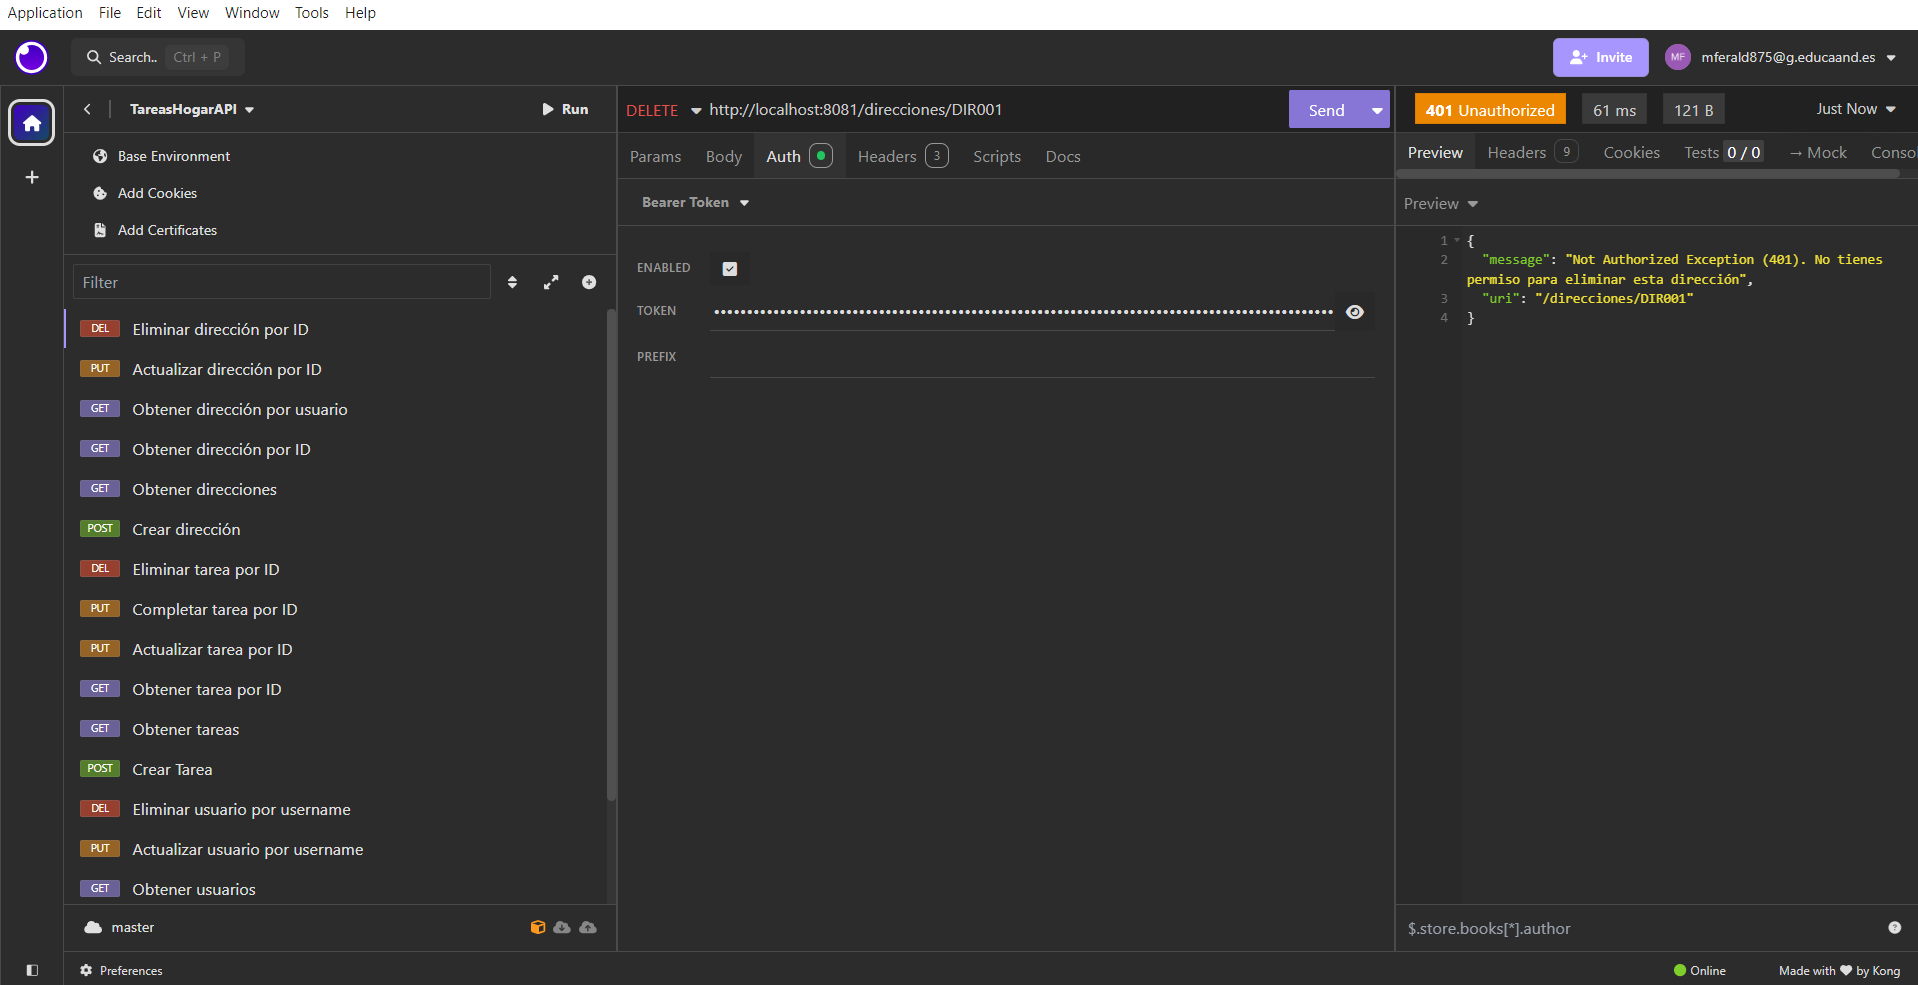 Application File Edit View Window Tools Help
Search.. Ctrl + P
Invite
MF mferald875@g.educaand.es
TareasHogarAPI
Run
Base Environment
Add Cookies
Add Certificates
Filter
DEL Eliminar dirección por ID
PUT Actualizar dirección por ID
GET Obtener dirección por usuario
GET Obtener dirección por ID
GET Obtener direcciones
POST Crear dirección
DEL Eliminar tarea por ID
PUT Completar tarea por ID
PUT Actualizar tarea por ID
GET Obtener tarea por ID
GET Obtener tareas
POST Crear Tarea
DEL Eliminar usuario por username
PUT Actualizar usuario por username
GET Obtener usuarios
master
Preferences
DELETE http://localhost:8081/direcciones/DIR001
Send
Params Body Auth Headers 3 Scripts Docs
Bearer Token
ENABLED
TOKEN ••••••••••••••••••••••••••••••••••••••••••••••••••••••••••••••••••••••••••••••••••••••••••••••
PREFIX
401 Unauthorized 61 ms 121 B Just Now
Preview Headers 9 Cookies Tests 0 / 0 → Mock Conso
Preview
1 {
2 "message": "Not Authorized Exception (401). No tienes
permiso para eliminar esta dirección",
3 "uri": "/direcciones/DIR001"
4 }
$.store.books[*].author
Online Made with ❤ by Kong